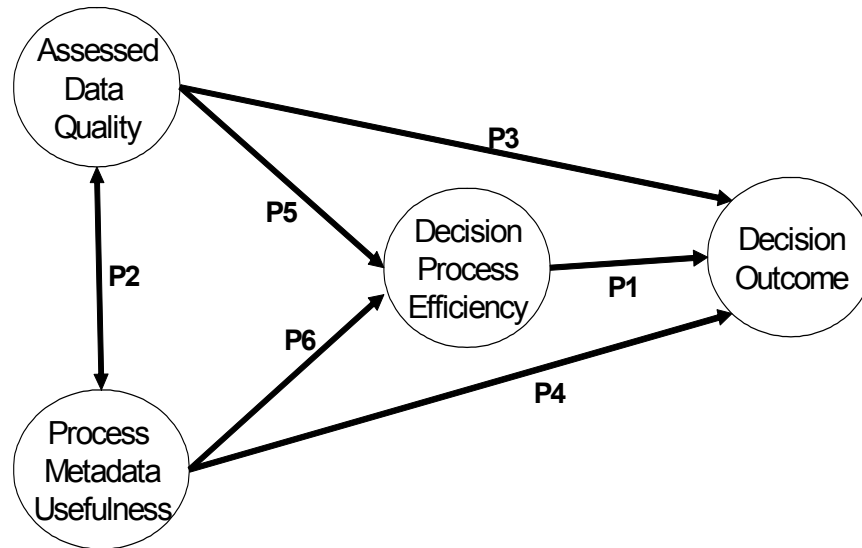 Assessed
Data
Quality
P3
P5
Decision
Process
Efficiency
Decision
Outcome
P2
P1
P6
P4
Process
Metadata
Usefulness